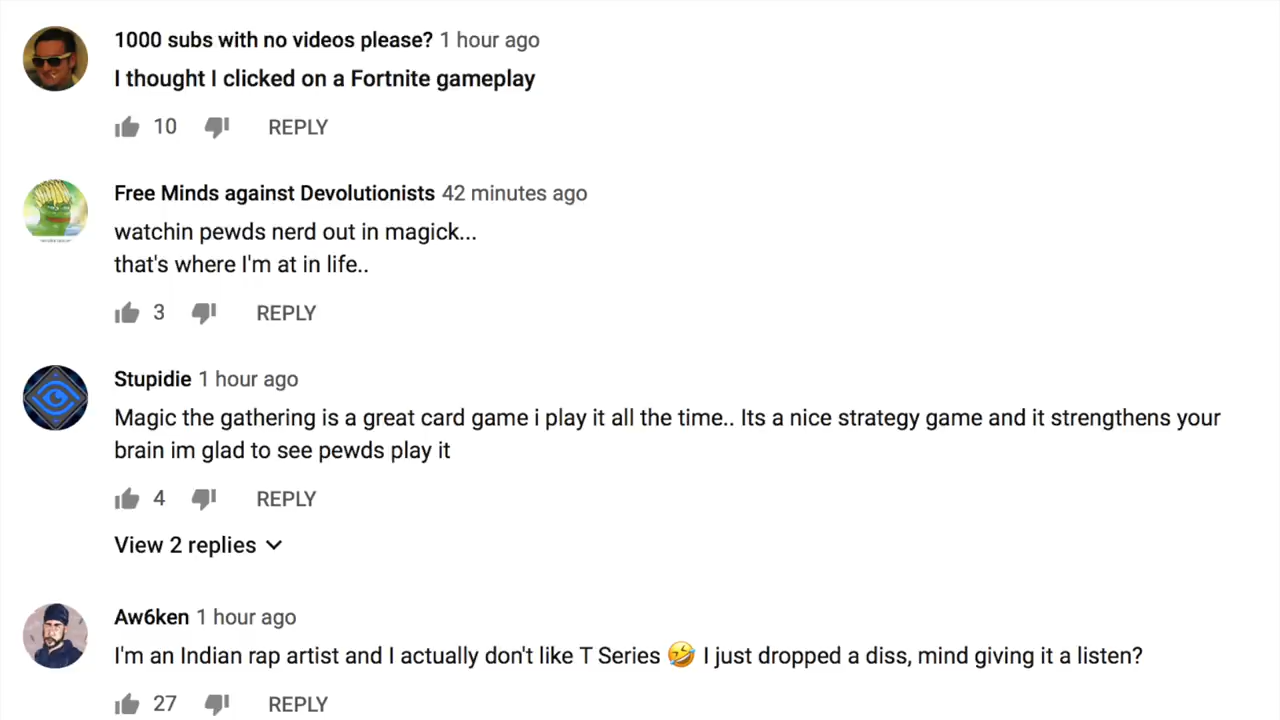 1000 subs with no videos please? 1 hour ago
I thought I clicked on a Fortnite gameplay
10 REPLY
Free Minds against Devolutionists 42 minutes ago
watchin pewds nerd out in magick...
that's where I'm at in life..
3 REPLY
Stupidie 1 hour ago
Magic the gathering is a great card game i play it all the time.. Its a nice strategy game and it strengthens your
brain im glad to see pewds play it
4 REPLY
View 2 replies
Aw6ken 1 hour ago
I'm an Indian rap artist and I actually don't like T Series 🤣 I just dropped a diss, mind giving it a listen?
27 REPLY